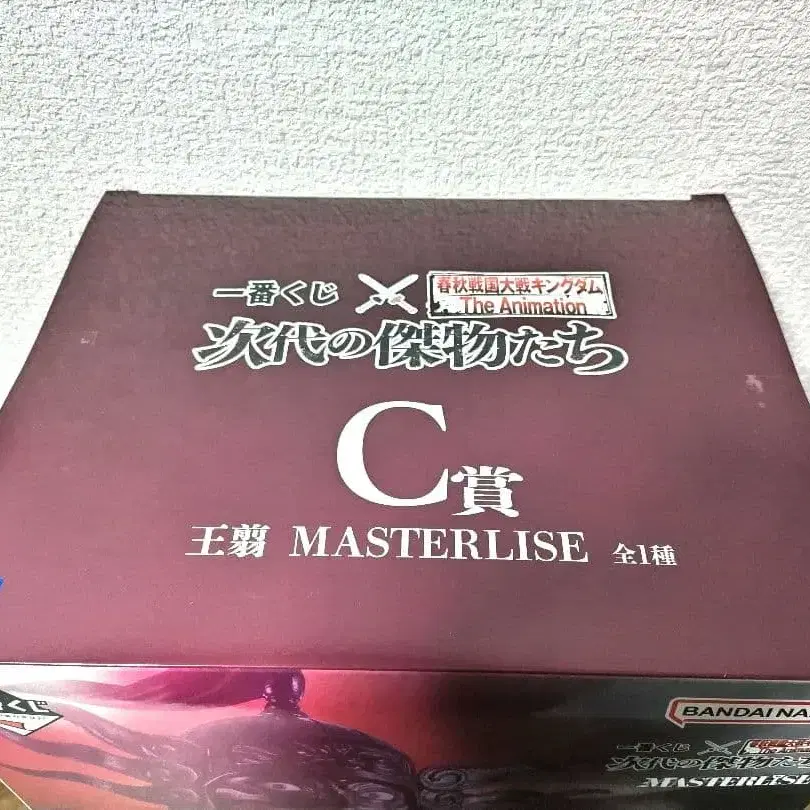 一番くじ
春秋戦国大戦キングダム
The Animation
次代の傑物たち
C賞
王翦 MASTERLISE 全1種
くじ
BANDAI NA
一番くじ
次代の傑物た
MASTERLISE